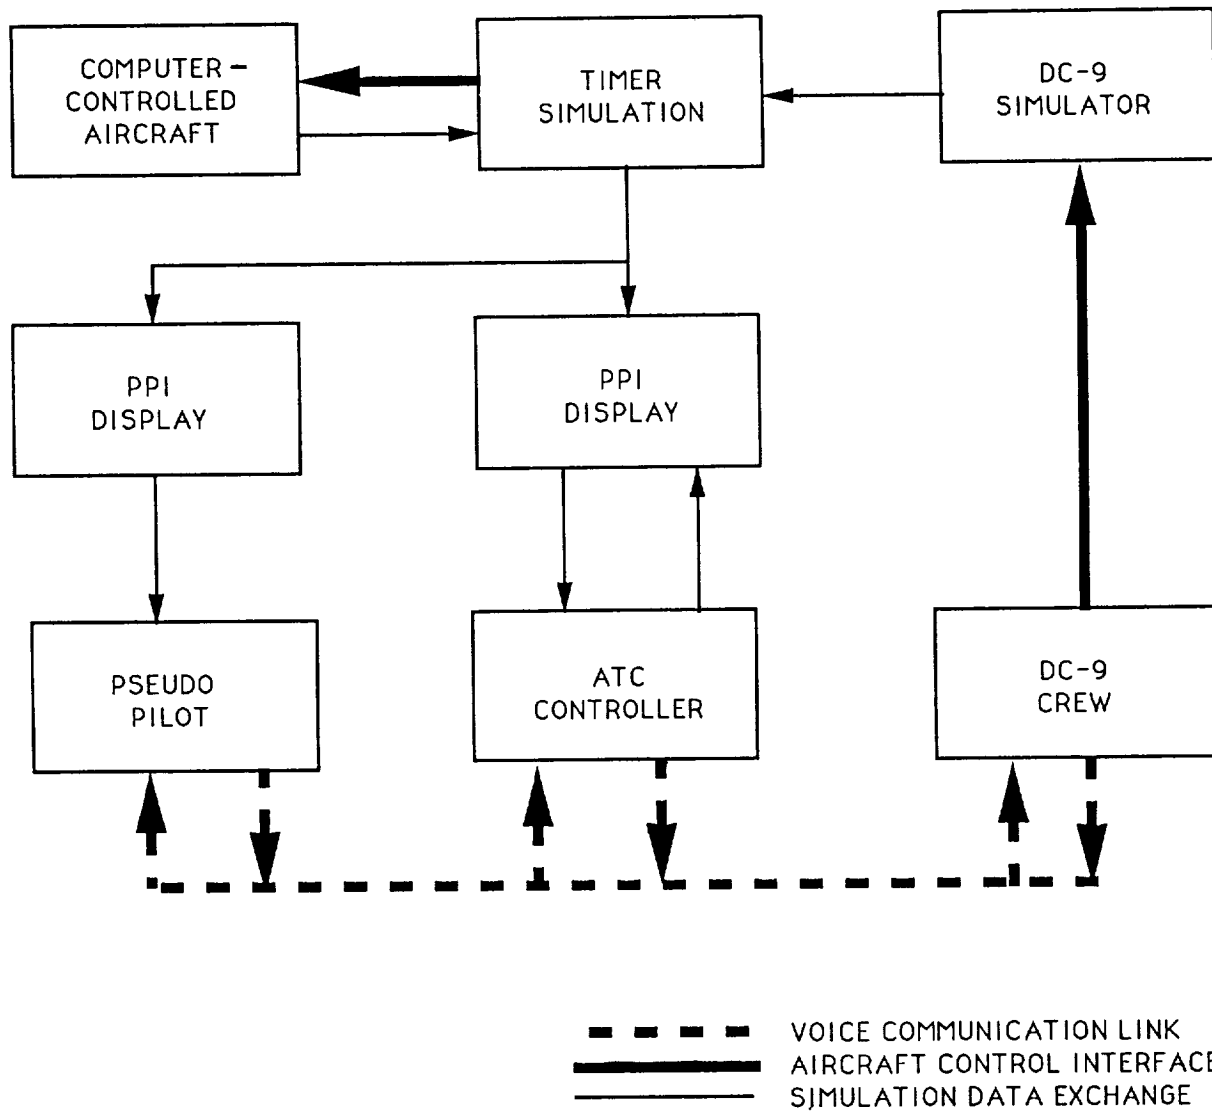 COMPUTER-
CONTROLLED
AIRCRAFT
TIMER
SIMULATION
DC-9
SIMULATOR
PPI
DISPLAY
PPI
DISPLAY
PSEUDO
PILOT
ATC
CONTROLLER
DC-9
CREW
VOICE COMMUNICATION LINK
AIRCRAFT CONTROL INTERFACE
SIMULATION DATA EXCHANGE